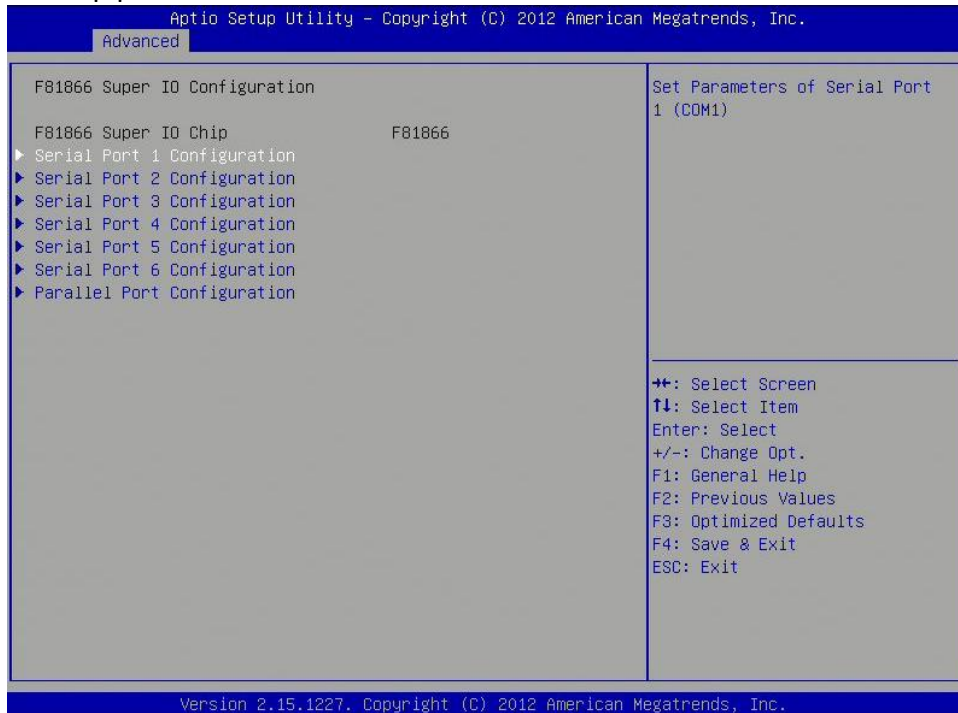 Aptio Setup Utility – Copyright (C) 2012 American Megatrends, Inc.
Advanced
F81866 Super IO Configuration
F81866 Super IO Chip F81866
▶ Serial Port 1 Configuration
▶ Serial Port 2 Configuration
▶ Serial Port 3 Configuration
▶ Serial Port 4 Configuration
▶ Serial Port 5 Configuration
▶ Serial Port 6 Configuration
▶ Parallel Port Configuration
Set Parameters of Serial Port
1 (COM1)
→←: Select Screen
↑↓: Select Item
Enter: Select
+/-: Change Opt.
F1: General Help
F2: Previous Values
F3: Optimized Defaults
F4: Save & Exit
ESC: Exit
Version 2.15.1227. Copyright (C) 2012 American Megatrends, Inc.